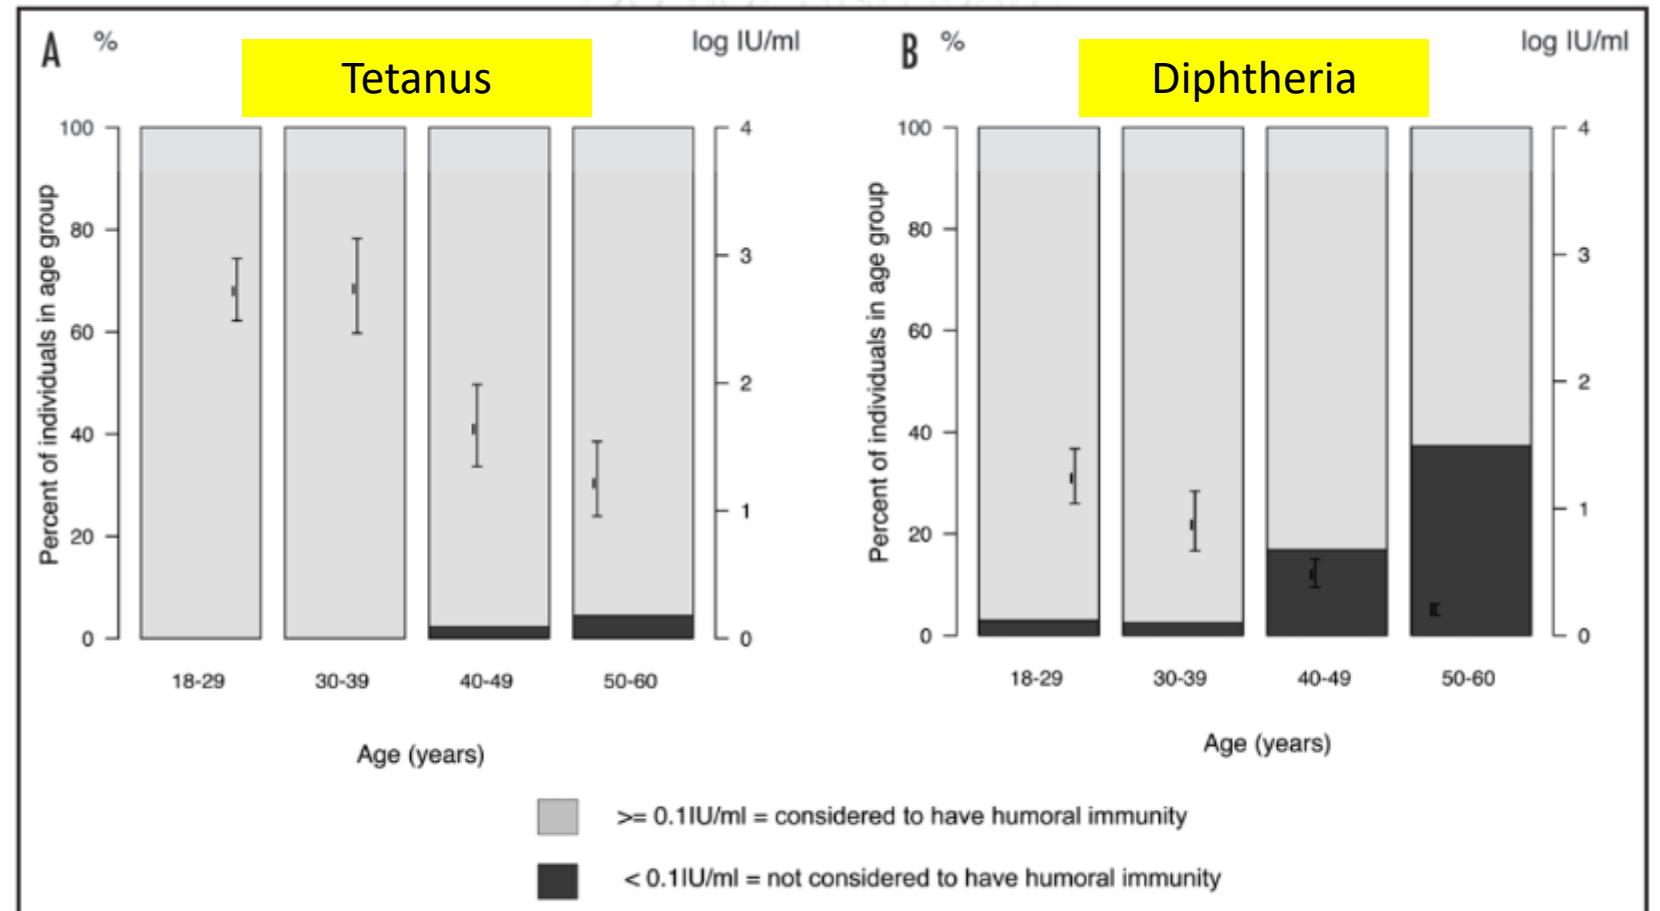 A % Tetanus log IU/ml
Percent of individuals in age group
100
80
60
40
20
0
4
3
2
1
0
18-29 30-39 40-49 50-60
Age (years)
B % Diphtheria log IU/ml
Percent of individuals in age group
100
80
60
40
20
0
4
3
2
1
0
18-29 30-39 40-49 50-60
Age (years)
>= 0.1IU/ml = considered to have humoral immunity
< 0.1IU/ml = not considered to have humoral immunity